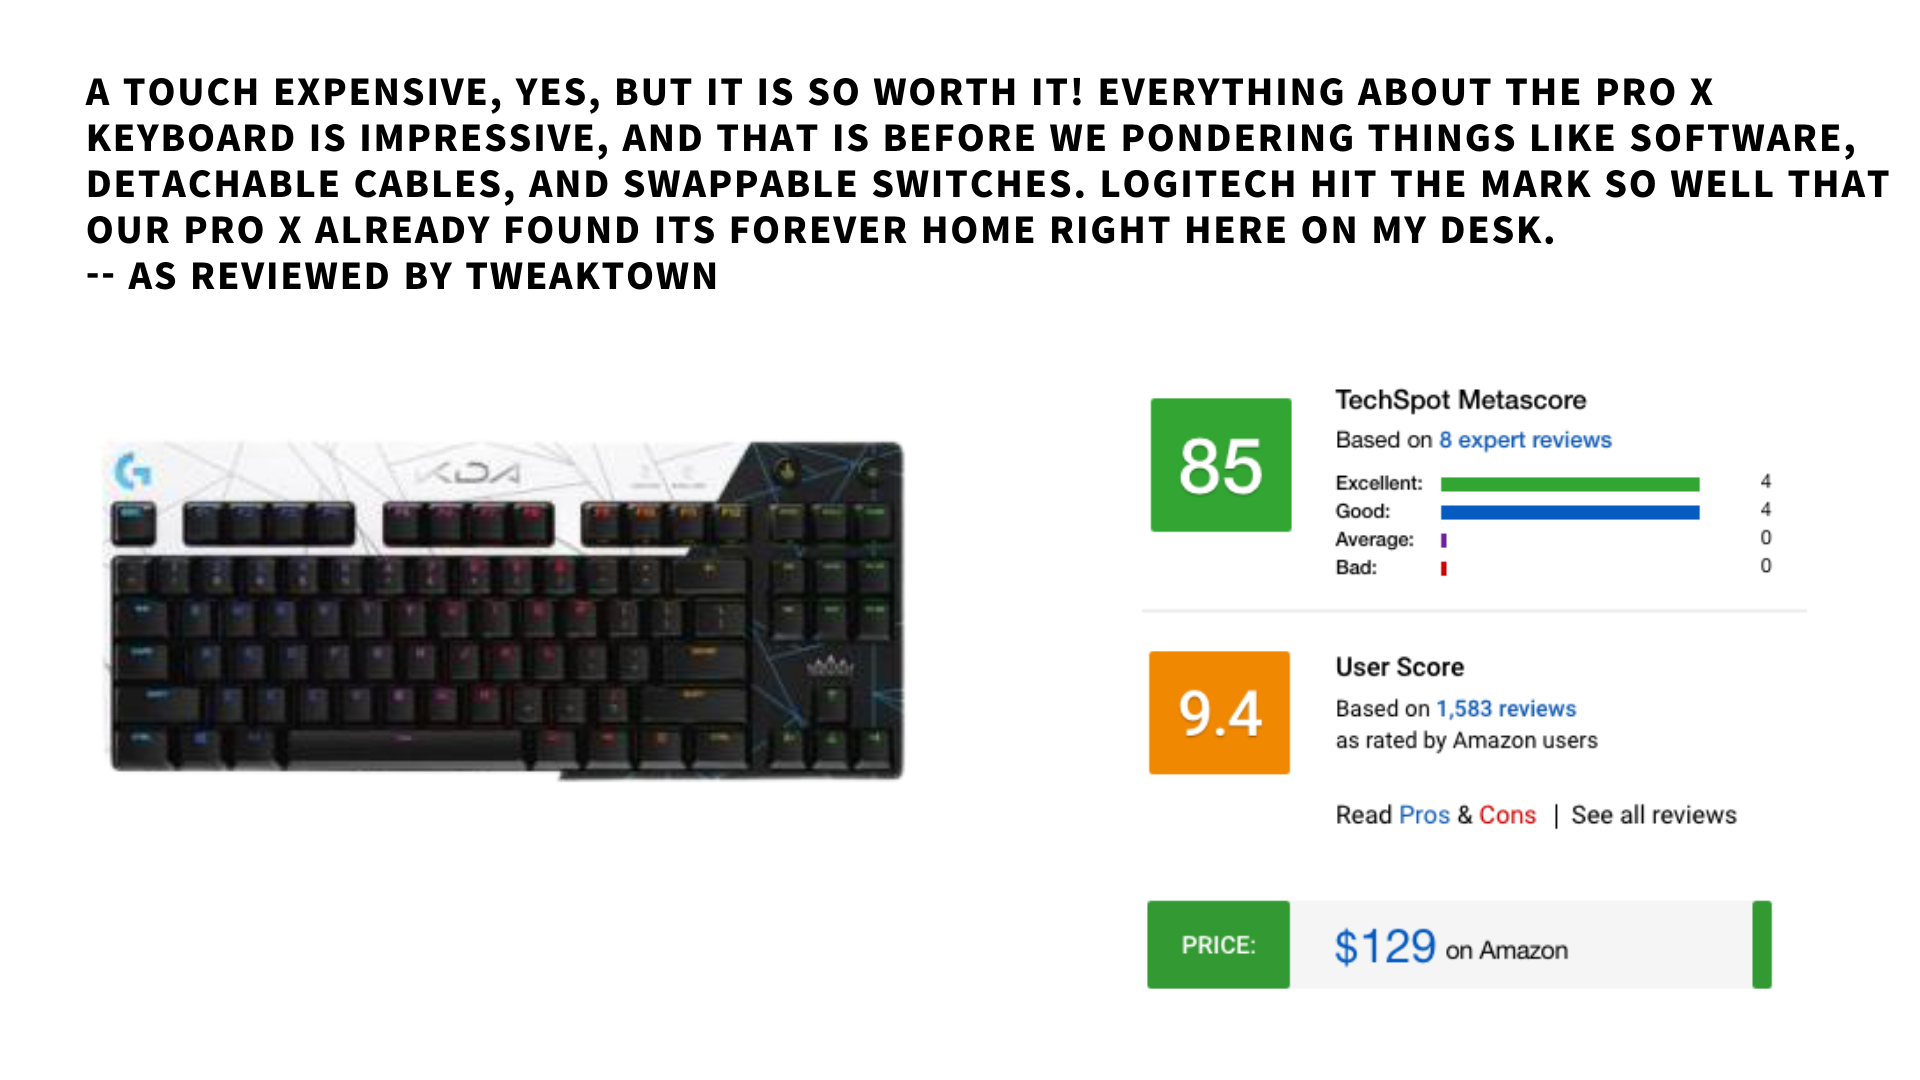 A TOUCH EXPENSIVE, YES, BUT IT IS SO WORTH IT! EVERYTHING ABOUT THE PRO X
KEYBOARD IS IMPRESSIVE, AND THAT IS BEFORE WE PONDERING THINGS LIKE SOFTWARE,
DETACHABLE CABLES, AND SWAPPABLE SWITCHES. LOGITECH HIT THE MARK SO WELL THAT
OUR PRO X ALREADY FOUND ITS FOREVER HOME RIGHT HERE ON MY DESK.
-- AS REVIEWED BY TWEAKTOWN
KDA
85
TechSpot Metascore
Based on 8 expert reviews
Excellent: 4
Good: 4
Average: 0
Bad: 0
9.4
User Score
Based on 1,583 reviews
as rated by Amazon users
Read Pros & Cons | See all reviews
PRICE: $129 on Amazon